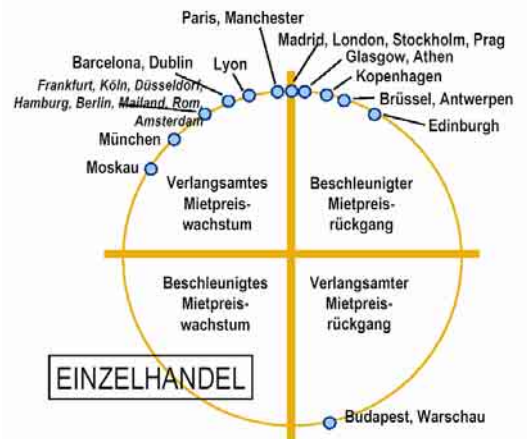 Paris, Manchester
Madrid, London, Stockholm, Prag
Glasgow, Athen
Kopenhagen
Brüssel, Antwerpen
Edinburgh
Lyon
Barcelona, Dublin
Frankfurt, Köln, Düsseldorf,
Hamburg, Berlin, Mailand, Rom,
Amsterdam
München
Moskau
Verlangsamtes
Mietpreis-
wachstum
Beschleunigter
Mietpreis-
rückgang
Beschleunigtes
Mietpreis-
wachstum
Verlangsamter
Mietpreis-
rückgang
EINZELHANDEL
Budapest, Warschau